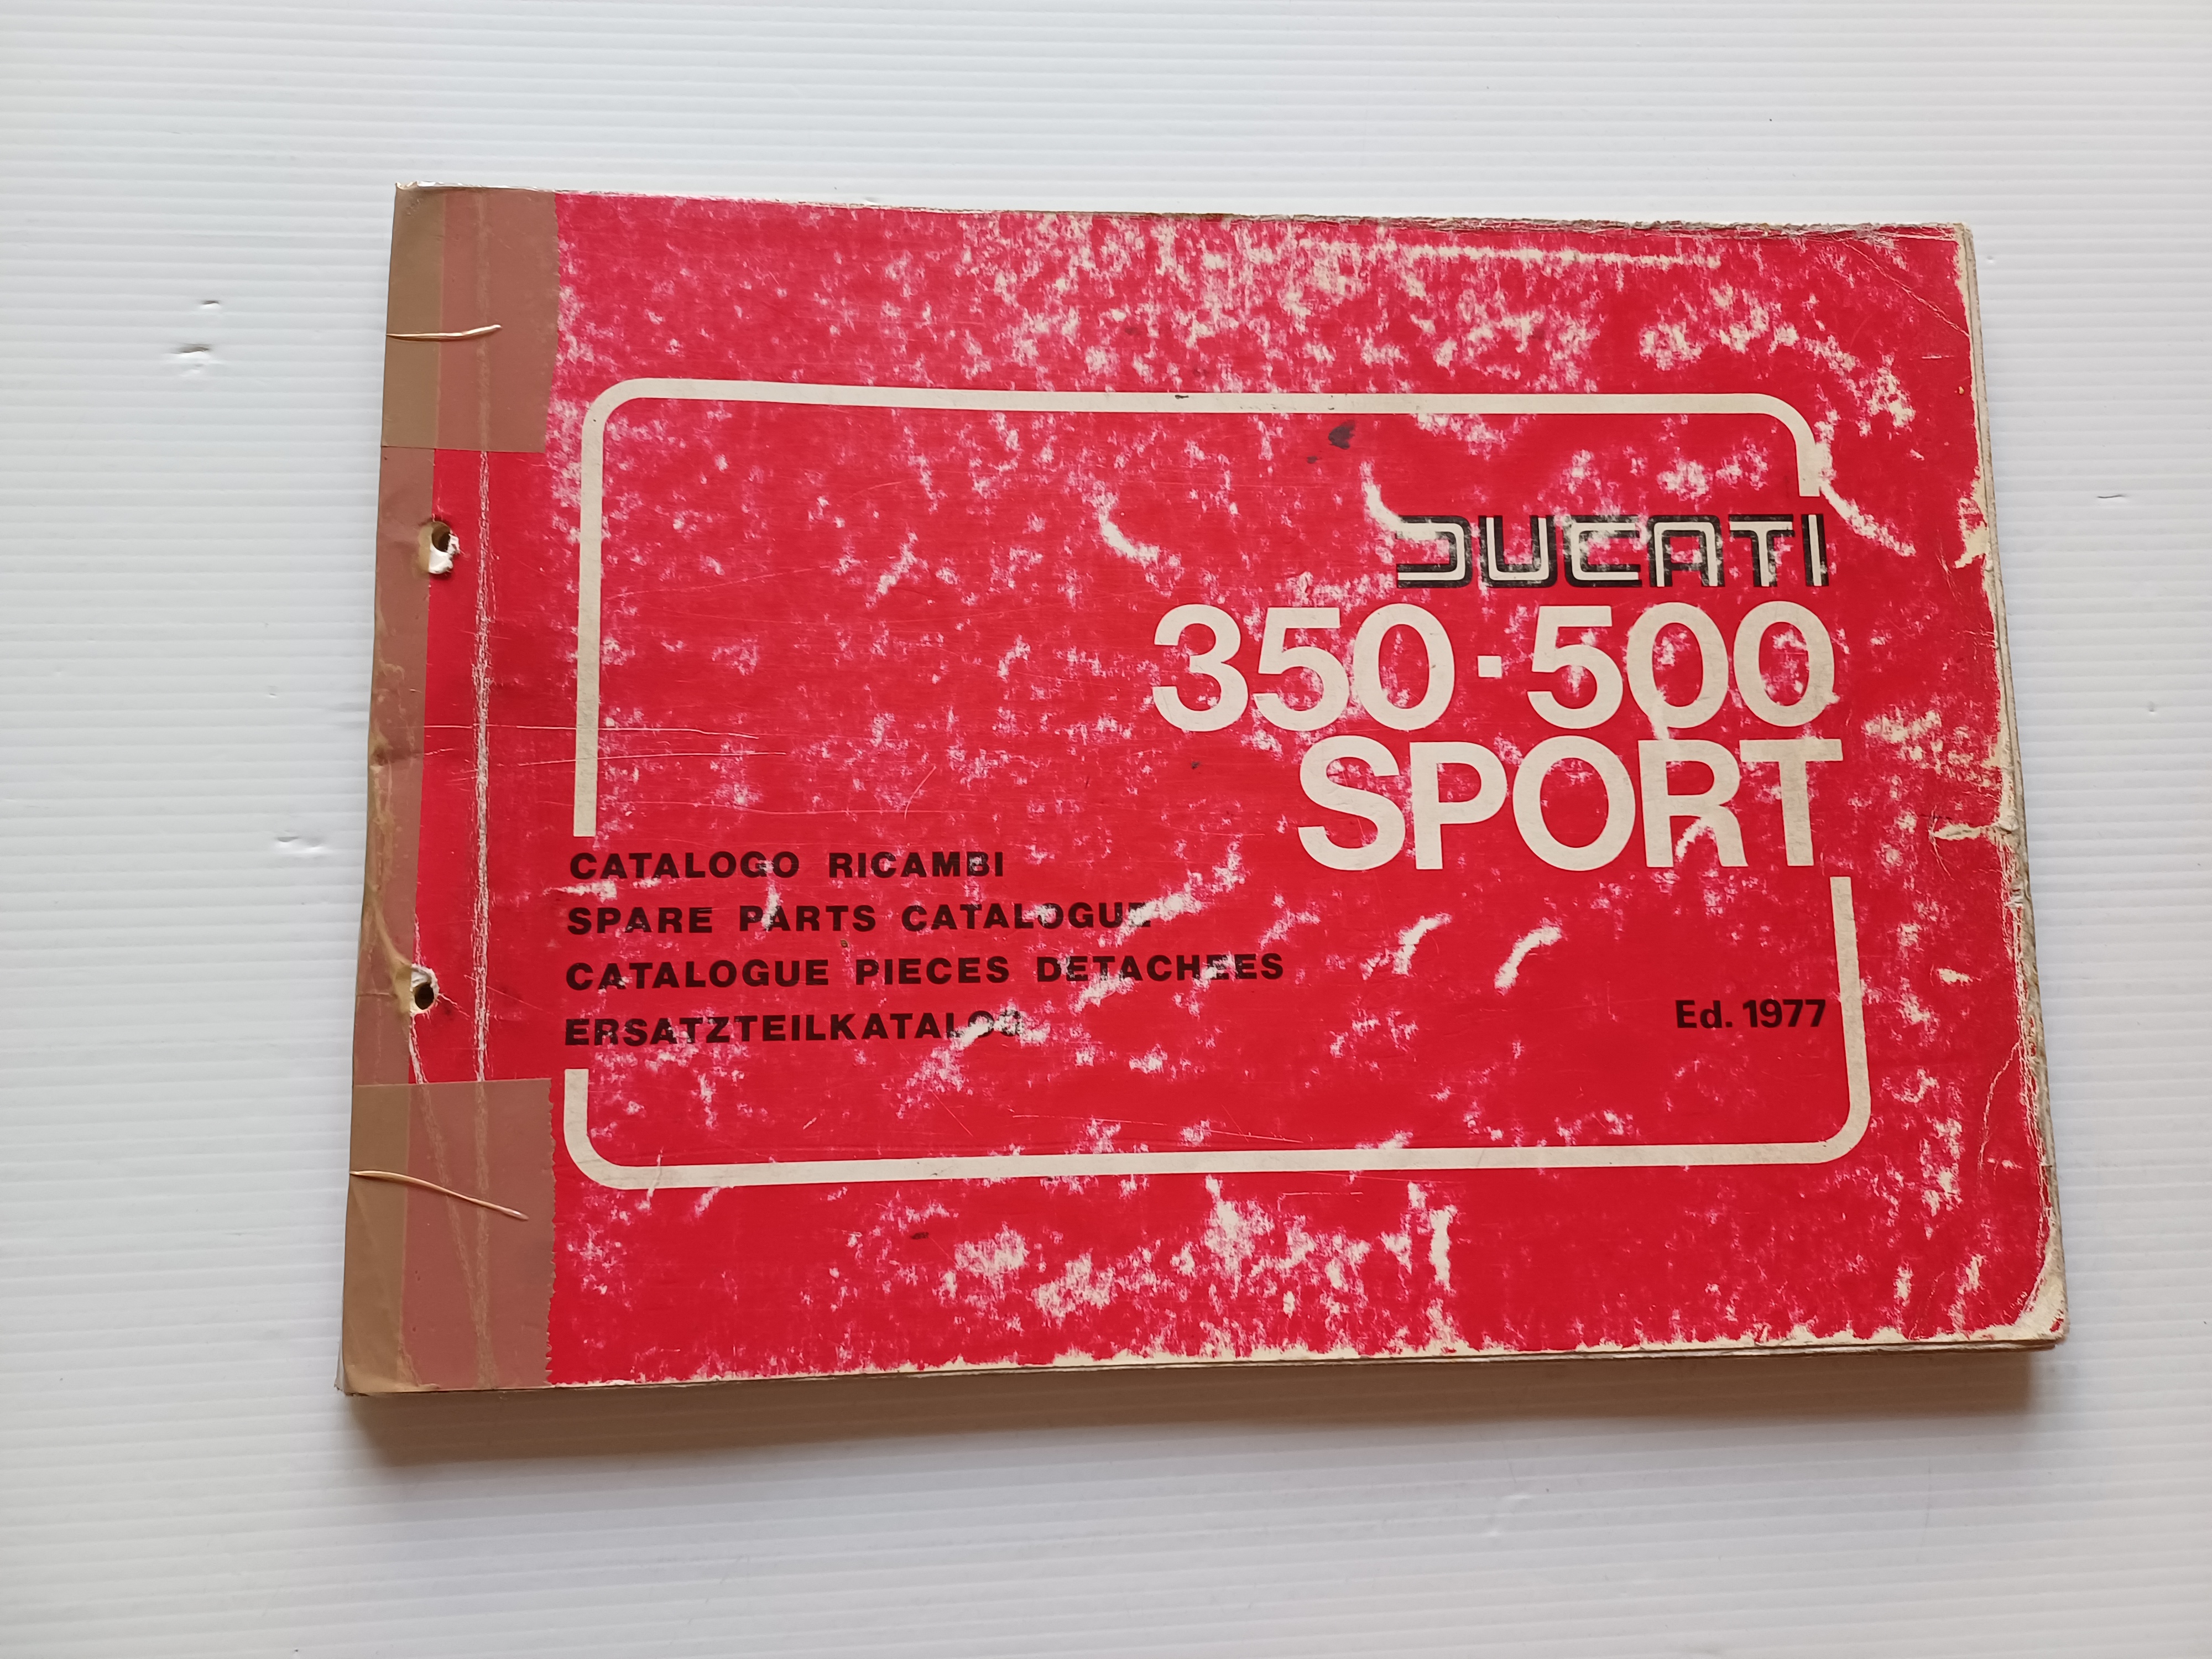 DUCATI
350·500
SPORT
CATALOGO RICAMBI
SPARE PARTS CATALOGUE
CATALOGUE PIECES DETACHEES
ERSATZTEILKATALOG
Ed. 1977